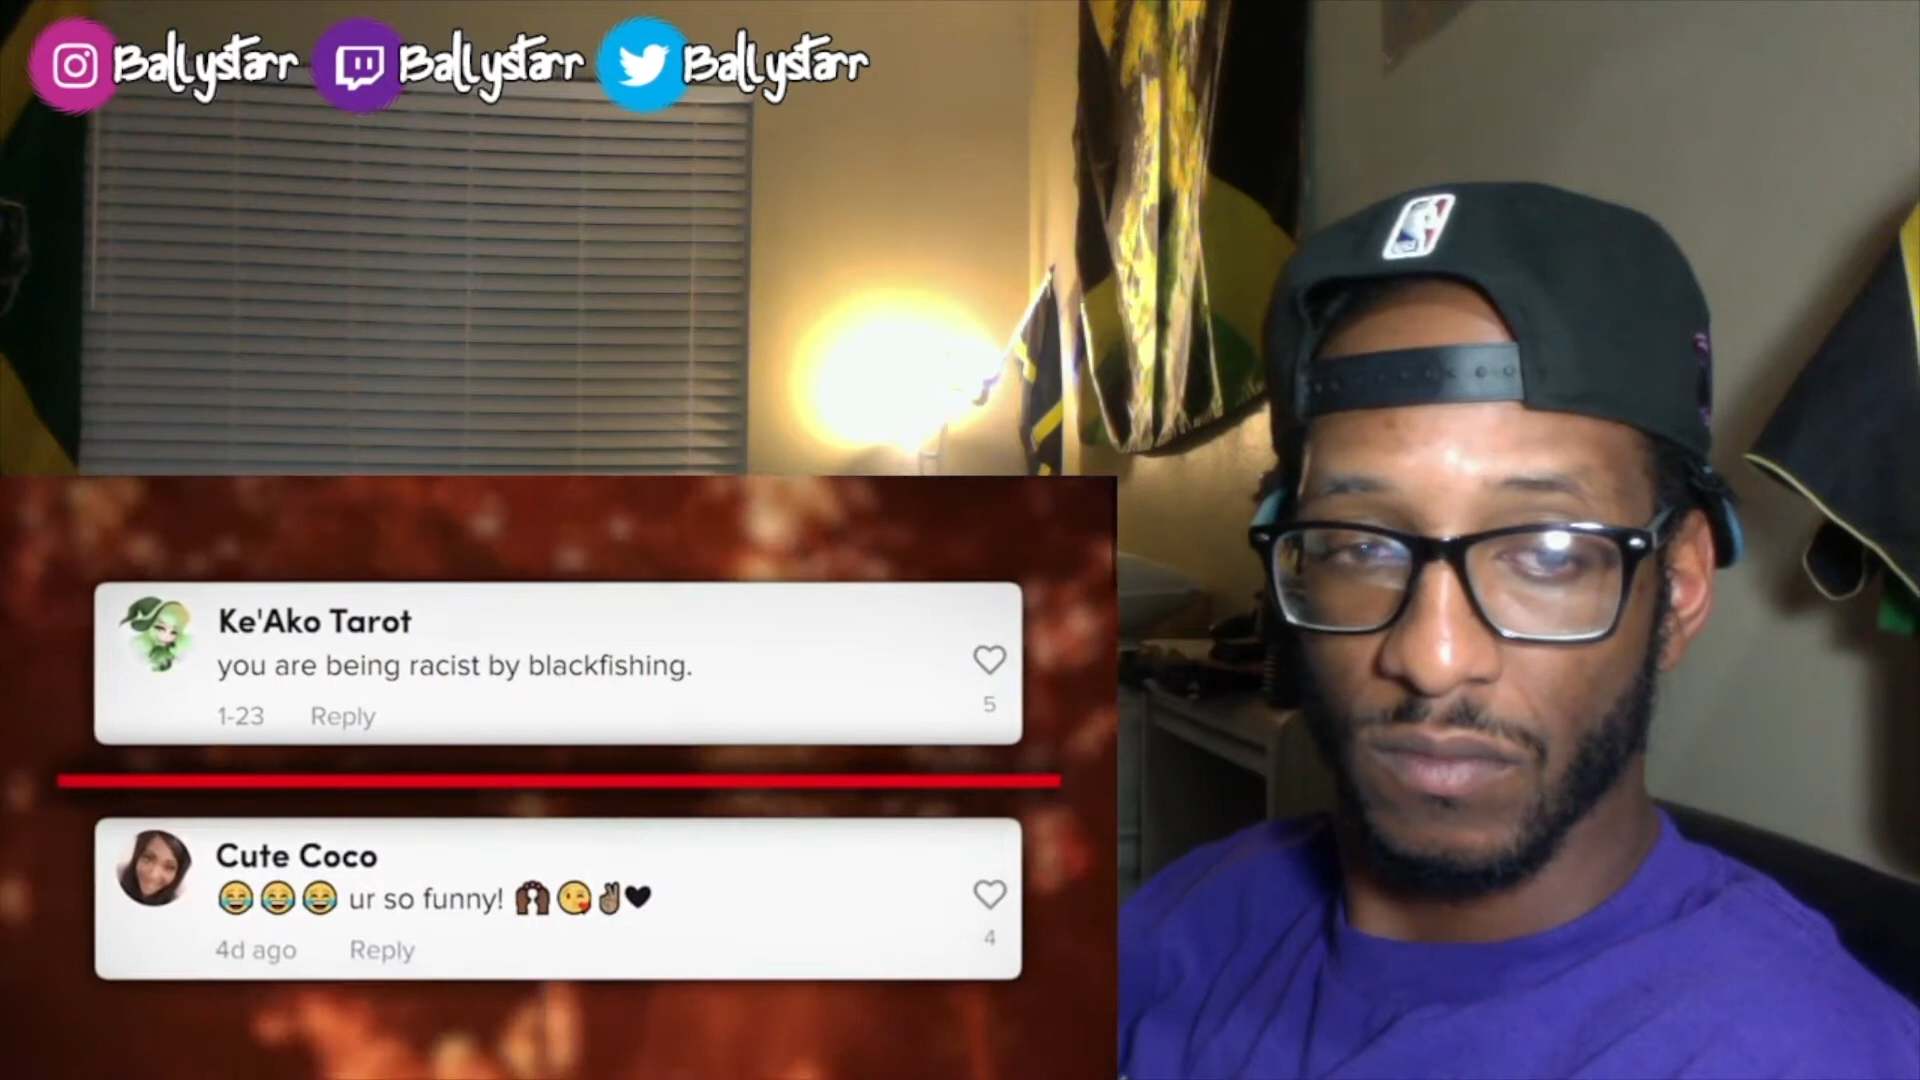 Ballystarr Ballystarr Ballystarr
Ke'Ako Tarot
you are being racist by blackfishing.
5
1-23 Reply
Cute Coco
😂😂😂 ur so funny! 🙌🏾😘✌🏽🖤
4d ago Reply
4